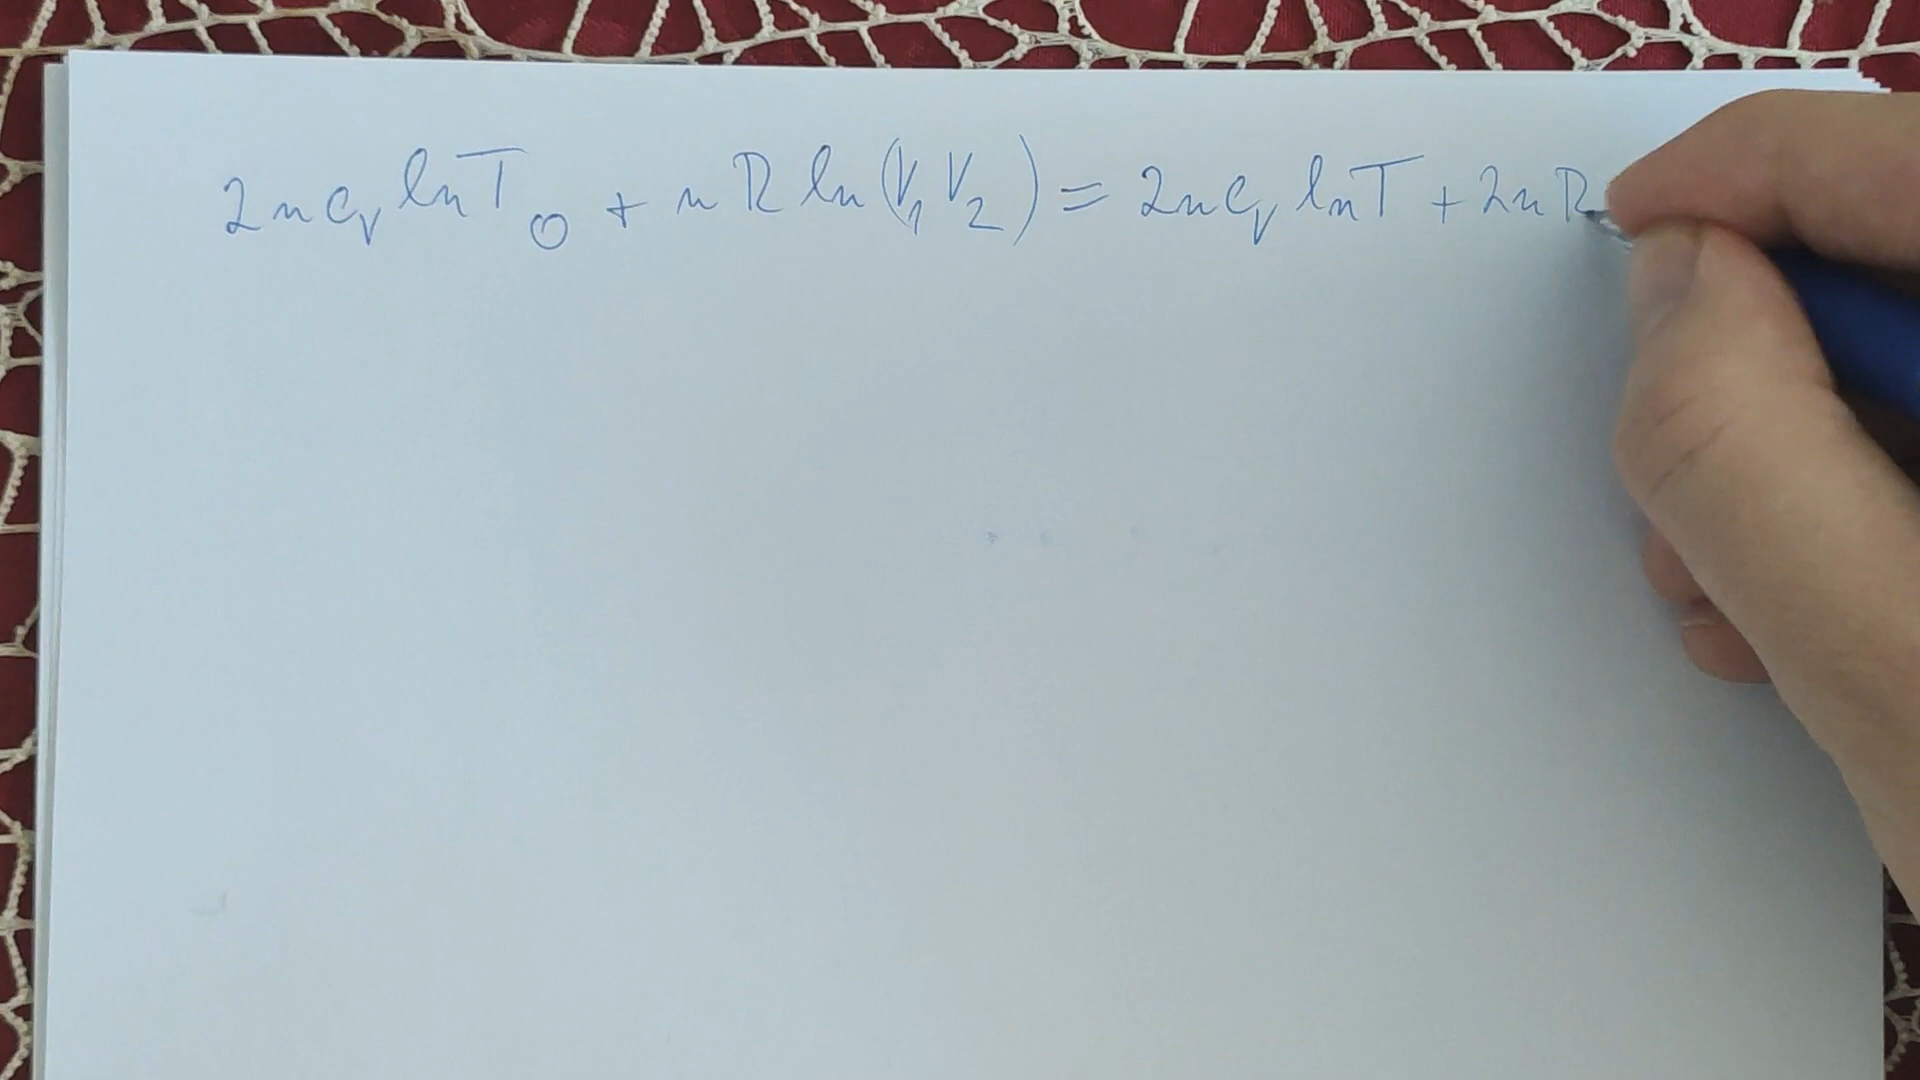 2nc_v lnT_0 + nR ln(V_1 V_2) = 2nc_v lnT + 2nR